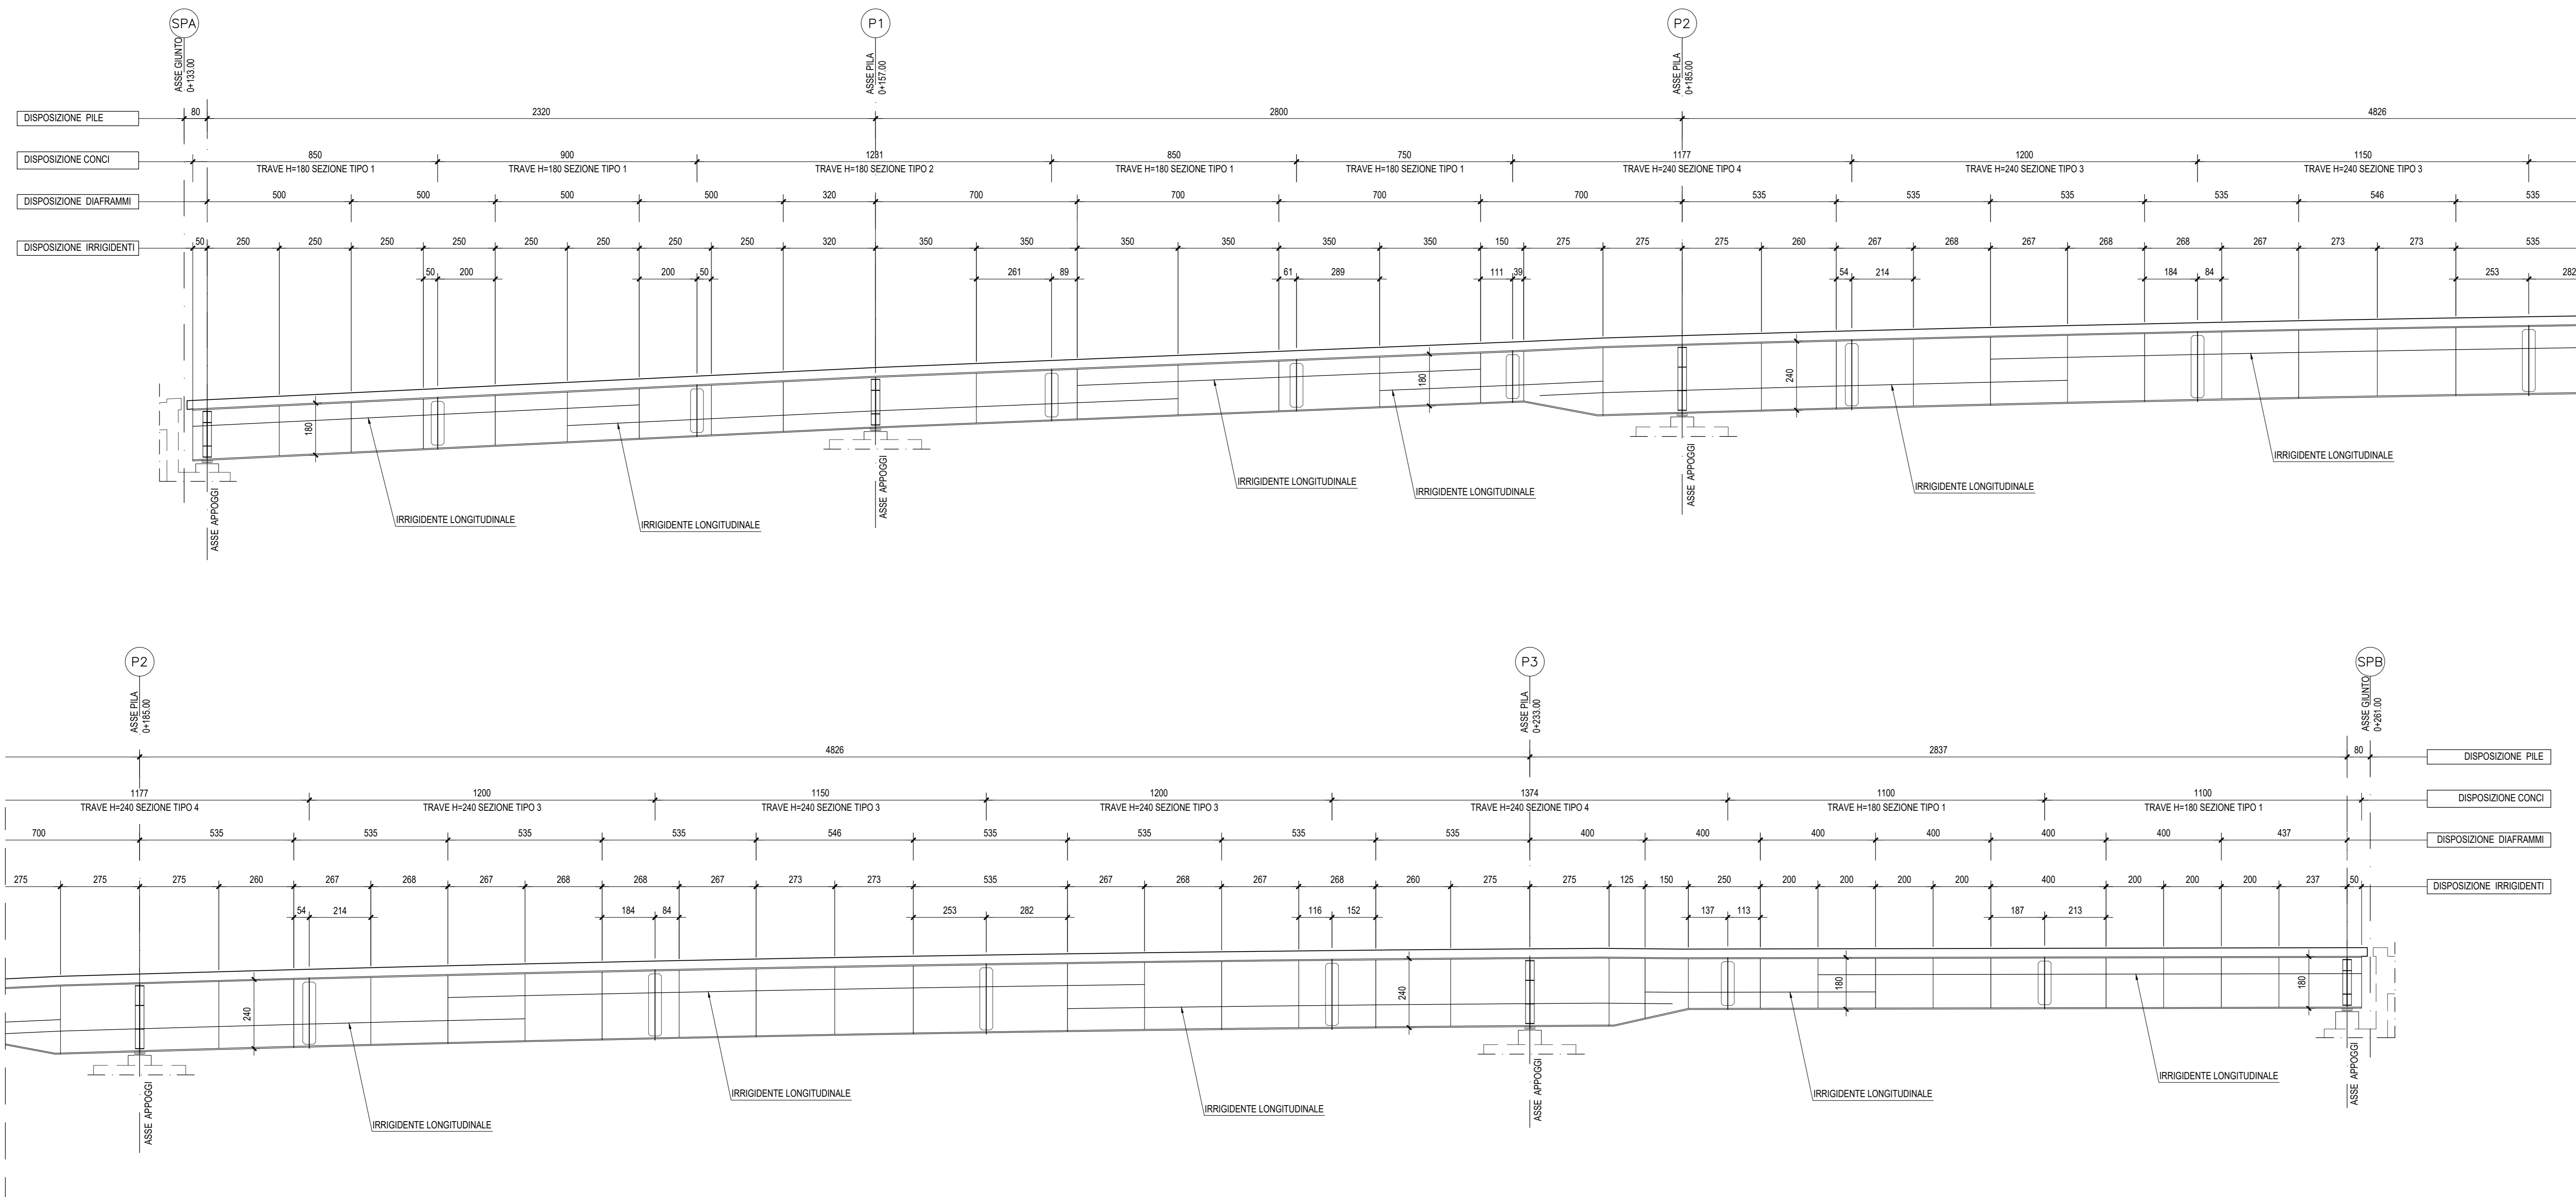 SPA P1 P2
ASSE GIUNTO
0+133.00
ASSE PILA
0+157.00
ASSE PILA
0+185.00
DISPOSIZIONE PILE 80 2320 2800 4826
DISPOSIZIONE CONCI 850 900 1231 850 750 1177 1200 1150
TRAVE H=180 SEZIONE TIPO 1 TRAVE H=180 SEZIONE TIPO 1 TRAVE H=180 SEZIONE TIPO 2 TRAVE H=180 SEZIONE TIPO 1 TRAVE H=180 SEZIONE TIPO 1 TRAVE H=240 SEZIONE TIPO 4 TRAVE H=240 SEZIONE TIPO 3 TRAVE H=240 SEZIONE TIPO 3
DISPOSIZIONE DIAFRAMMI 500 500 500 500 320 700 700 700 700 535 535 535 535 546 535
DISPOSIZIONE IRRIGIDENTI 50 250 250 250 250 250 250 250 250 320 350 350 350 350 350 350 150 275 275 275 260 267 268 267 268 268 267 273 273 535
50 200 200 50 261 89 61 289 111 39 54 214 184 84 253 282
180 180 240
IRRIGIDENTE LONGITUDINALE
IRRIGIDENTE LONGITUDINALE
IRRIGIDENTE LONGITUDINALE
IRRIGIDENTE LONGITUDINALE
IRRIGIDENTE LONGITUDINALE
IRRIGIDENTE LONGITUDINALE
ASSE APPOGGI
ASSE APPOGGI
ASSE APPOGGI
P2 P3 SPB
ASSE PILA
0+185.00
ASSE PILA
0+233.00
ASSE GIUNTO
0+261.00
4826 2837 80 DISPOSIZIONE PILE
1177 1200 1150 1200 1374 1100 1100 DISPOSIZIONE CONCI
TRAVE H=240 SEZIONE TIPO 4 TRAVE H=240 SEZIONE TIPO 3 TRAVE H=240 SEZIONE TIPO 3 TRAVE H=240 SEZIONE TIPO 3 TRAVE H=240 SEZIONE TIPO 4 TRAVE H=180 SEZIONE TIPO 1 TRAVE H=180 SEZIONE TIPO 1
700 535 535 535 535 546 535 535 535 535 400 400 400 400 400 400 437 DISPOSIZIONE DIAFRAMMI
275 275 275 260 267 268 267 268 268 267 273 273 535 267 268 267 268 260 275 275 125 150 250 200 200 200 200 400 200 200 200 237 50 DISPOSIZIONE IRRIGIDENTI
54 214 184 84 253 282 116 152 137 113 187 213
240 240 180 180
IRRIGIDENTE LONGITUDINALE
IRRIGIDENTE LONGITUDINALE
IRRIGIDENTE LONGITUDINALE
IRRIGIDENTE LONGITUDINALE
IRRIGIDENTE LONGITUDINALE
ASSE APPOGGI
ASSE APPOGGI
ASSE APPOGGI